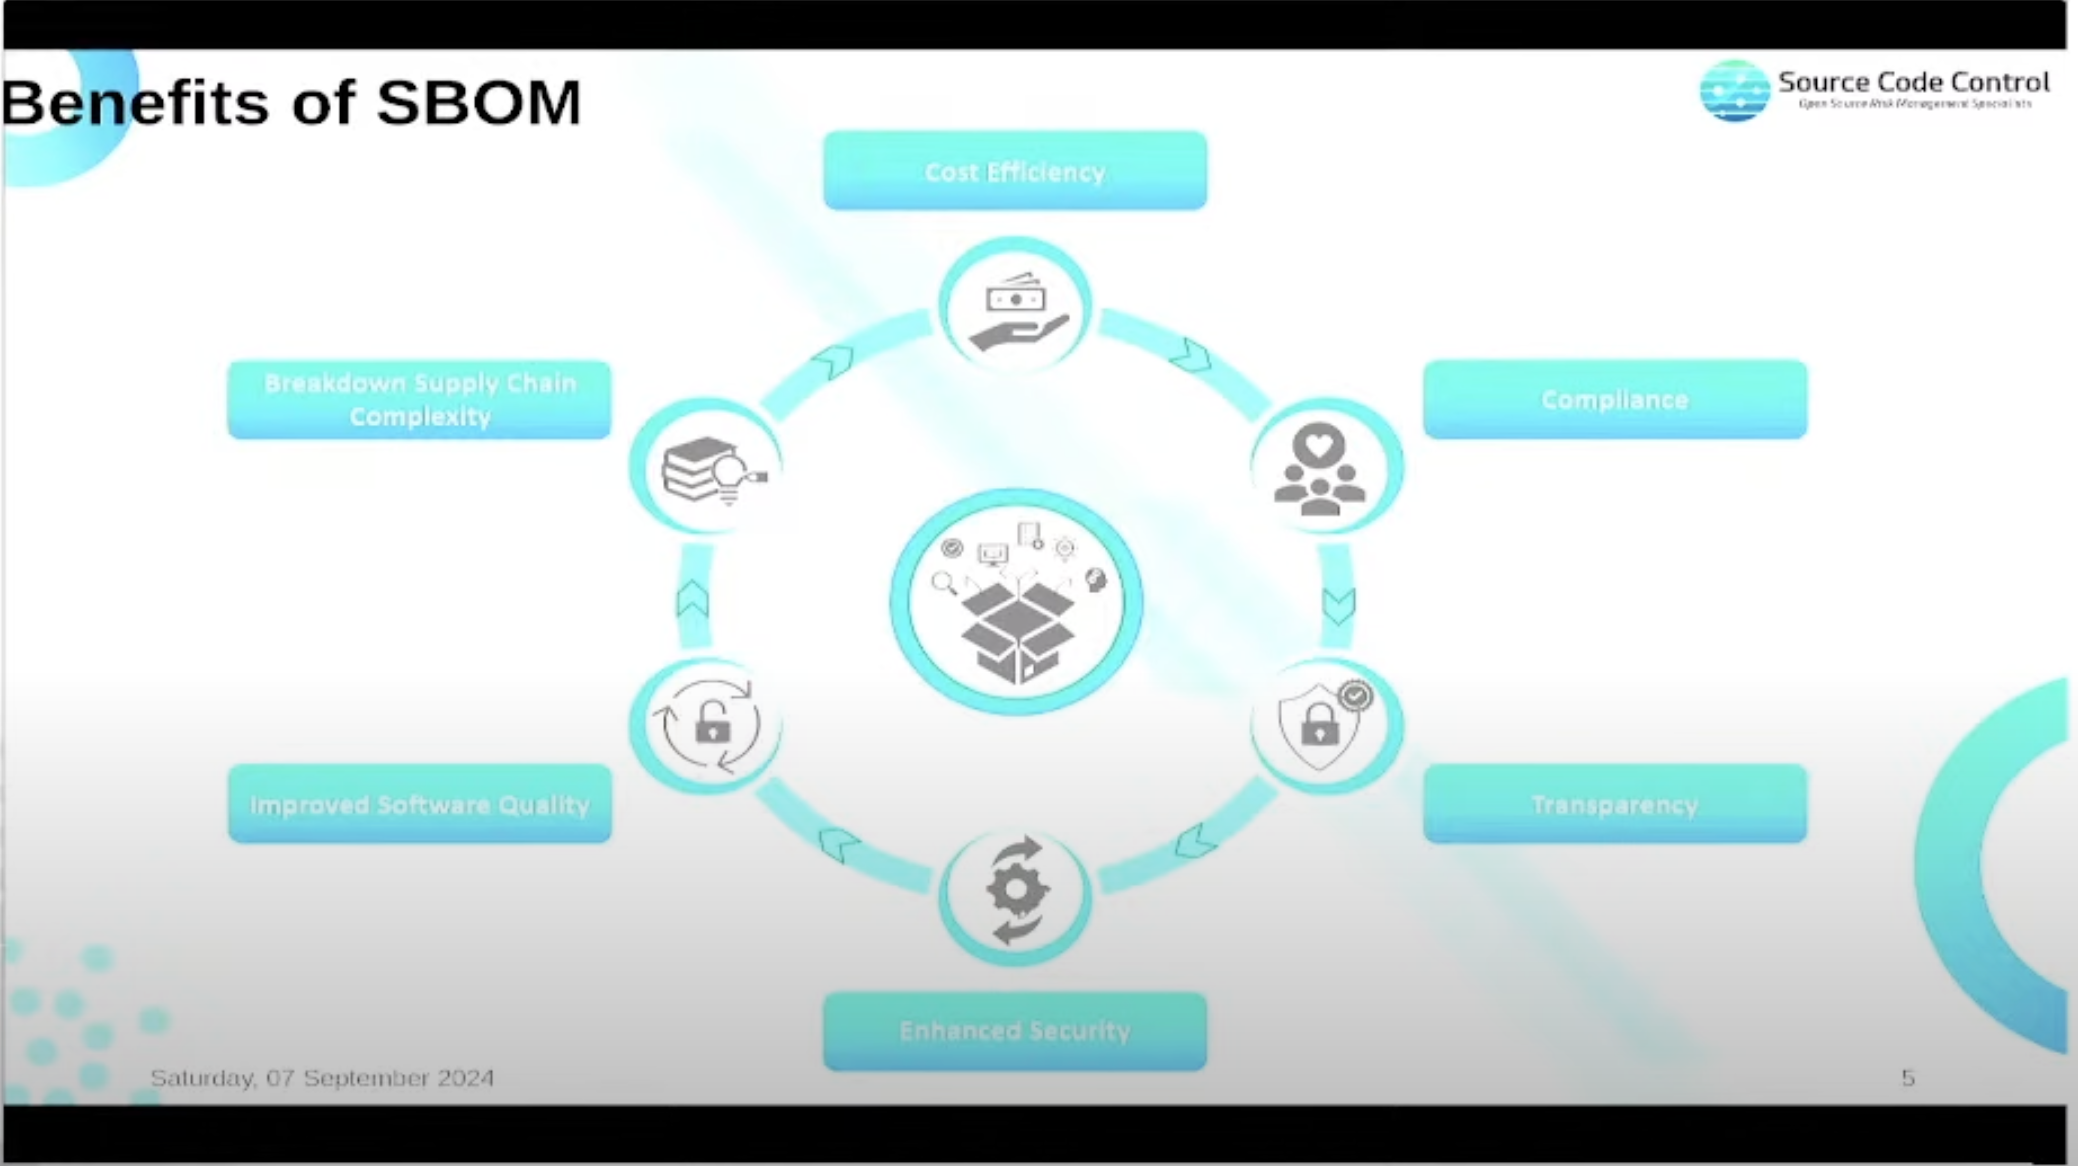 Benefits of SBOM
Source Code Control
Open Source Risk Management Specialists
Cost Efficiency
Breakdown Supply Chain
Complexity
Compliance
Improved Software Quality
Transparency
Enhanced Security
Saturday, 07 September 2024
5